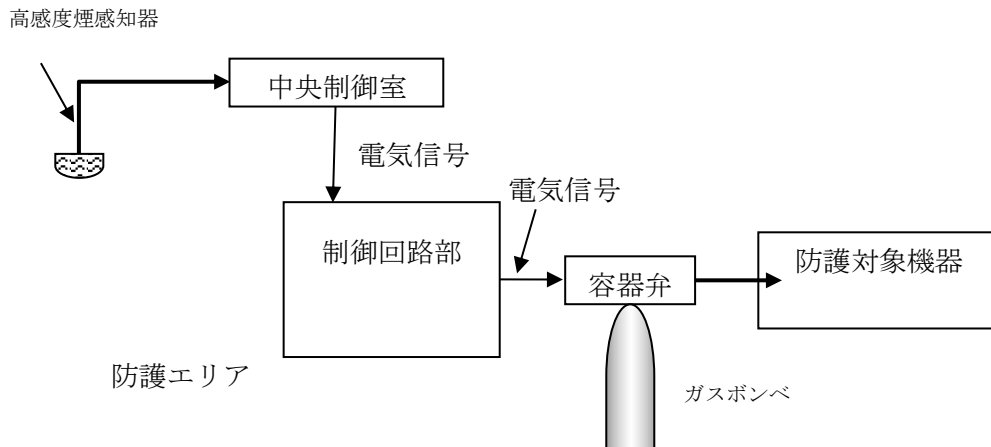 高感度煙感知器
中央制御室
電気信号
電気信号
制御回路部
防護対象機器
容器弁
防護エリア
ガスボンベ